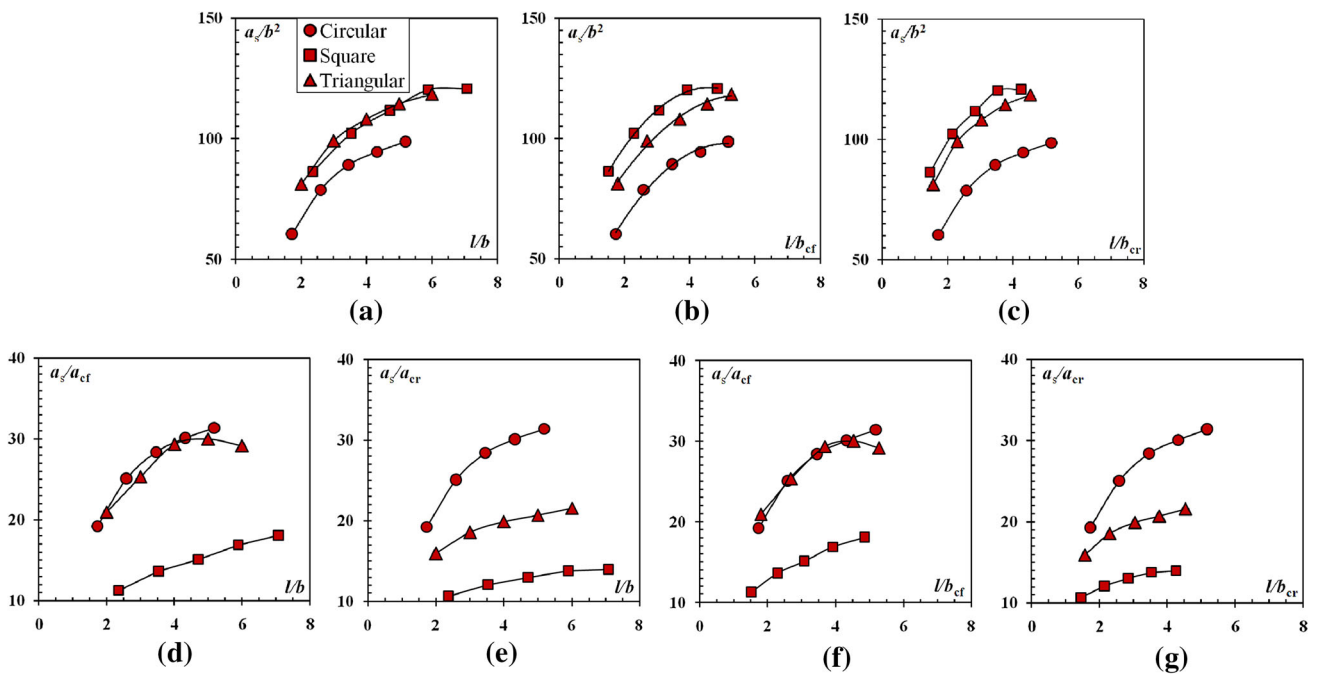 150
a_s/b²
Circular
Square
Triangular
100
50
l/b
0 2 4 6 8
(a)
150
a_s/b²
100
50
l/b_cf
0 2 4 6 8
(b)
150
a_s/b²
100
50
l/b_cr
0 2 4 6 8
(c)
40
a_s/a_cf
30
20
10
l/b
0 2 4 6 8
(d)
40
a_s/a_cr
30
20
10
l/b
0 2 4 6 8
(e)
40
a_s/a_cf
30
20
10
l/b_cf
0 2 4 6 8
(f)
40
a_s/a_cr
30
20
10
l/b_cr
0 2 4 6 8
(g)